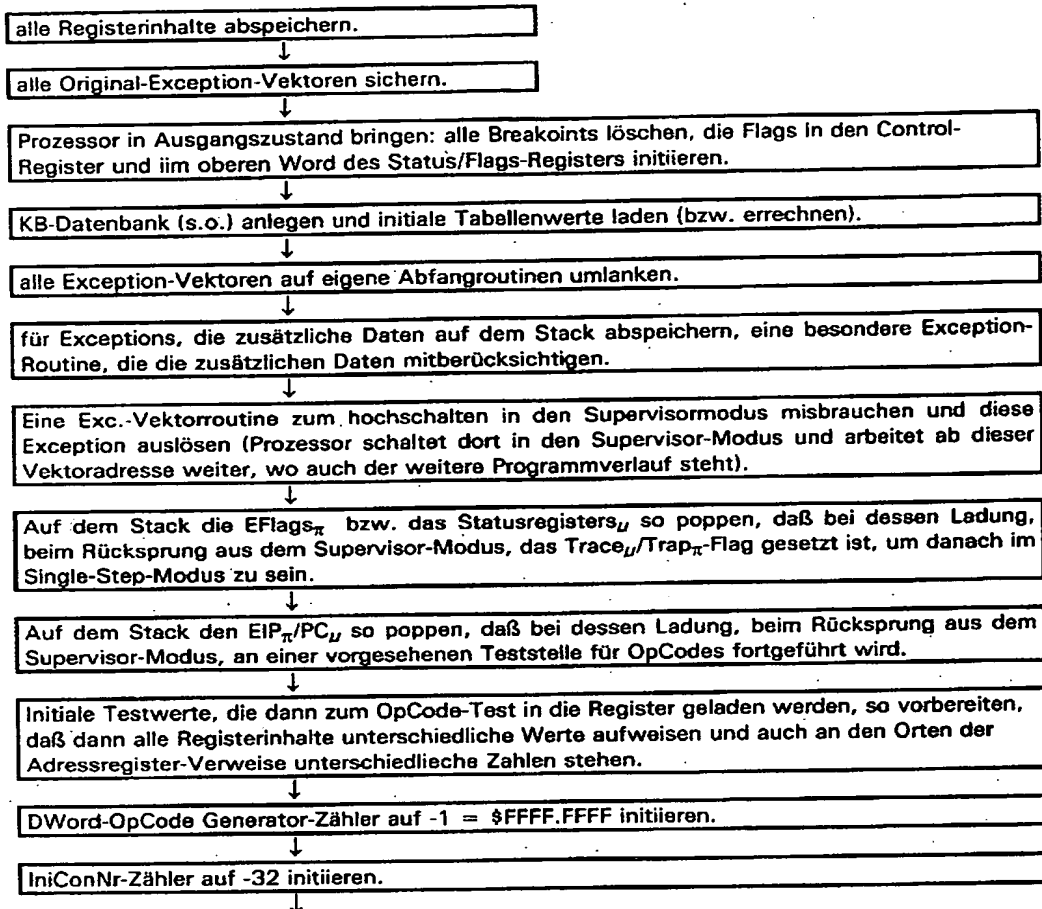 alle Registerinhalte abspeichern.
↓
alle Original-Exception-Vektoren sichern.
↓
Prozessor in Ausgangszustand bringen: alle Breakoints löschen, die Flags in den Control-
Register und iim oberen Word des Status/Flags-Registers initiieren.
↓
KB-Datenbank (s.o.) anlegen und initiale Tabellenwerte laden (bzw. errechnen).
↓
alle Exception-Vektoren auf eigene Abfangroutinen umlanken.
↓
für Exceptions, die zusätzliche Daten auf dem Stack abspeichern, eine besondere Exception-
Routine, die die zusätzlichen Daten mitberücksichtigen.
↓
Eine Exc.-Vektorroutine zum hochschalten in den Supervisormodus misbrauchen und diese
Exception auslösen (Prozessor schaltet dort in den Supervisor-Modus und arbeitet ab dieser
Vektoradresse weiter, wo auch der weitere Programmverlauf steht).
↓
Auf dem Stack die EFlagsπ bzw. das Statusregistersμ so poppen, daß bei dessen Ladung,
beim Rücksprung aus dem Supervisor-Modus, das Traceμ/Trapπ-Flag gesetzt ist, um danach im
Single-Step-Modus zu sein.
↓
Auf dem Stack den EIPπ/PCμ so poppen, daß bei dessen Ladung, beim Rücksprung aus dem
Supervisor-Modus, an einer vorgesehenen Teststelle für OpCodes fortgeführt wird.
↓
Initiale Testwerte, die dann zum OpCode-Test in die Register geladen werden, so vorbereiten,
daß dann alle Registerinhalte unterschiedliche Werte aufweisen und auch an den Orten der
Adressregister-Verweise unterschiedlieche Zahlen stehen.
↓
DWord-OpCode Generator-Zähler auf -1 = $FFFF.FFFF initiieren.
↓
IniConNr-Zähler auf -32 initiieren.
↓